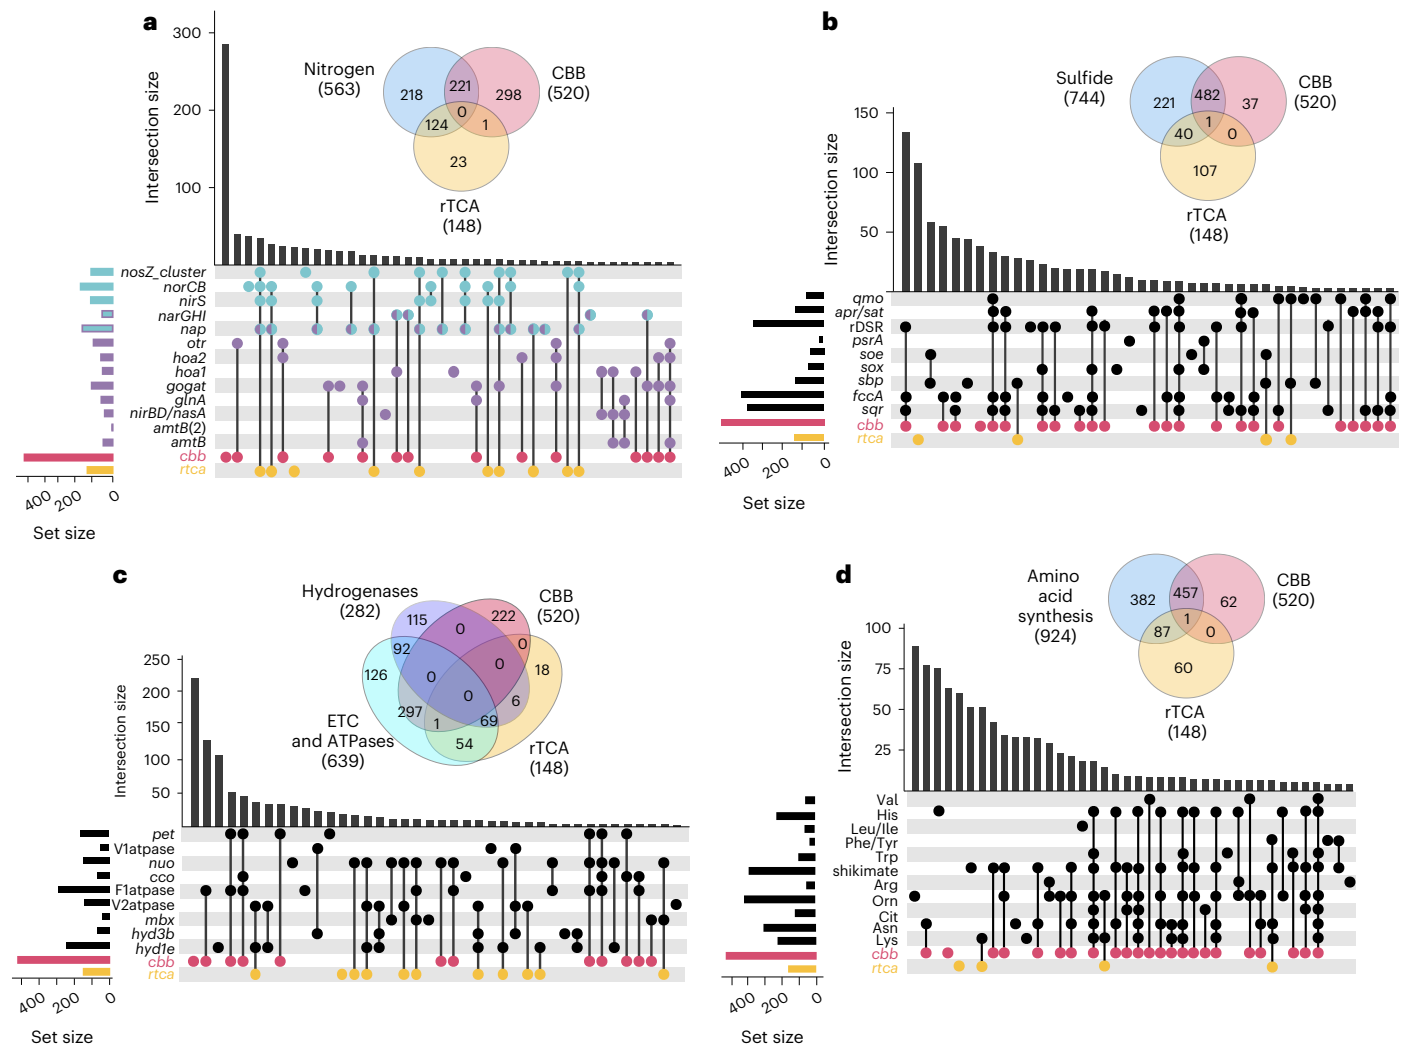 a
Intersection size
300
200
100
Nitrogen
(563)
CBB
(520)
218
221
298
0
124
1
23
rTCA
(148)
nosZ_cluster
norCB
nirS
narGHI
nap
otr
hoa2
hoa1
gogat
glnA
nirBD/nasA
amtB(2)
amtB
cbb
rtca
400
200
0
Set size
b
Intersection size
150
100
50
Sulfide
(744)
CBB
(520)
221
482
37
1
40
0
107
rTCA
(148)
qmo
apr/sat
rDSR
psrA
soe
sox
sbp
fccA
sqr
cbb
rtca
400
200
0
Set size
c
Intersection size
250
200
150
100
50
Hydrogenases
(282)
CBB
(520)
115
0
222
0
92
0
18
126
0
0
6
297
1
69
54
ETC
and ATPases
(639)
rTCA
(148)
pet
V1atpase
nuo
cco
F1atpase
V2atpase
mbx
hyd3b
hyd1e
cbb
rtca
400
200
0
Set size
d
Intersection size
100
75
50
25
Amino
acid
synthesis
(924)
CBB
(520)
382
457
62
1
87
0
60
rTCA
(148)
Val
His
Leu/Ile
Phe/Tyr
Trp
shikimate
Arg
Orn
Cit
Asn
Lys
cbb
rtca
400
200
0
Set size